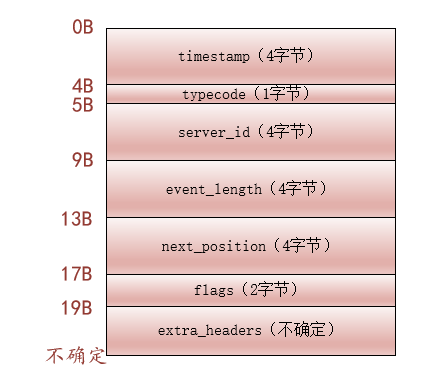 0B
timestamp（4字节）
4B
typecode（1字节）
5B
server_id（4字节）
9B
event_length（4字节）
13B
next_position（4字节）
17B
flags（2字节）
19B
extra_headers（不确定）
不确定